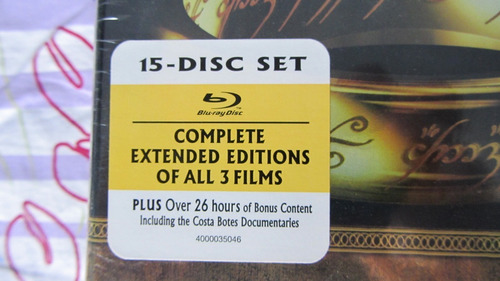 15-DISC SET
Blu-ray Disc
COMPLETE
EXTENDED EDITIONS
OF ALL 3 FILMS
PLUS Over 26 hours of Bonus Content
Including the Costa Botes Documentaries
4000035046